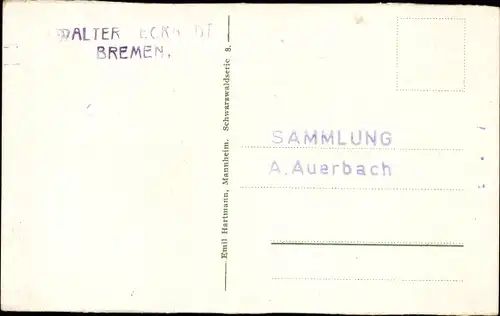 WALTER
BREMEN.
Emil Hartmann, Mannheim. Schwarzwaldserie 8.
SAMMLUNG
A. Auerbach